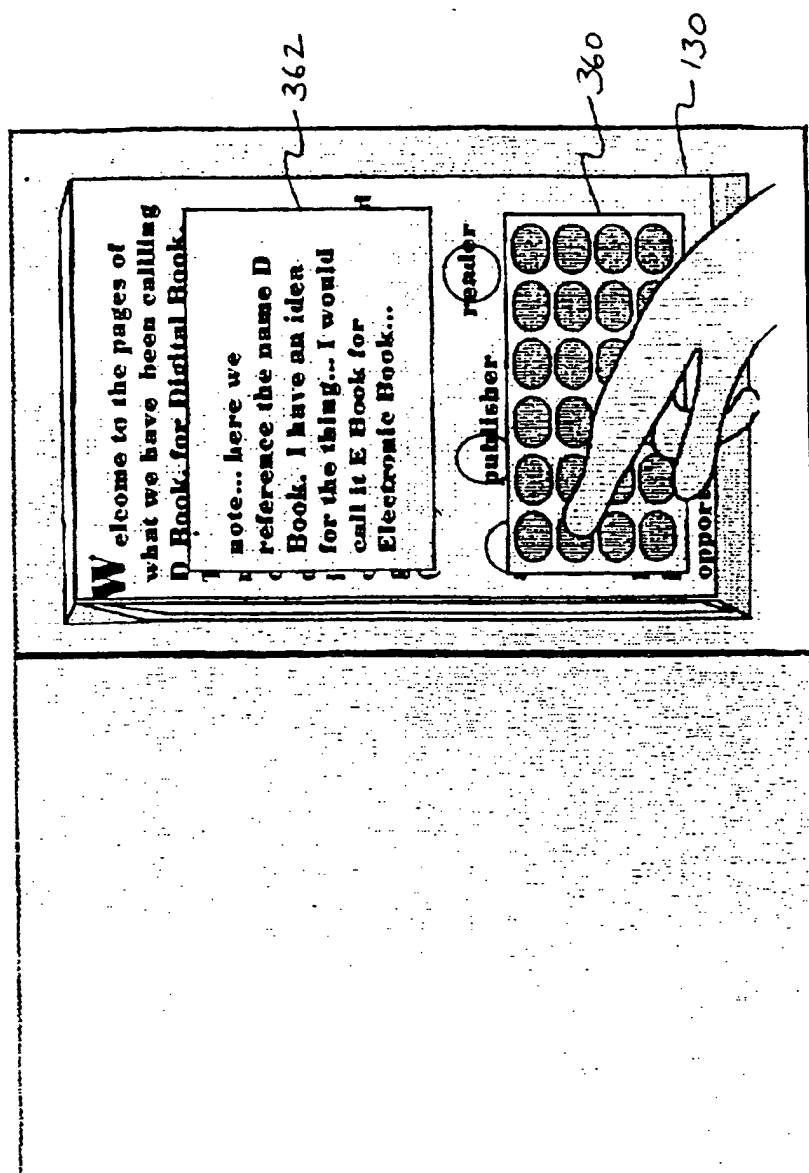 Welcome to the pages of
what we have been callling
D Book. for Digital Book.
note... here we
reference the name D
Book. I have an idea
for the thing... I would
call it E Book for
Electronic Book...
publisher
reader
oppor
362
360
130